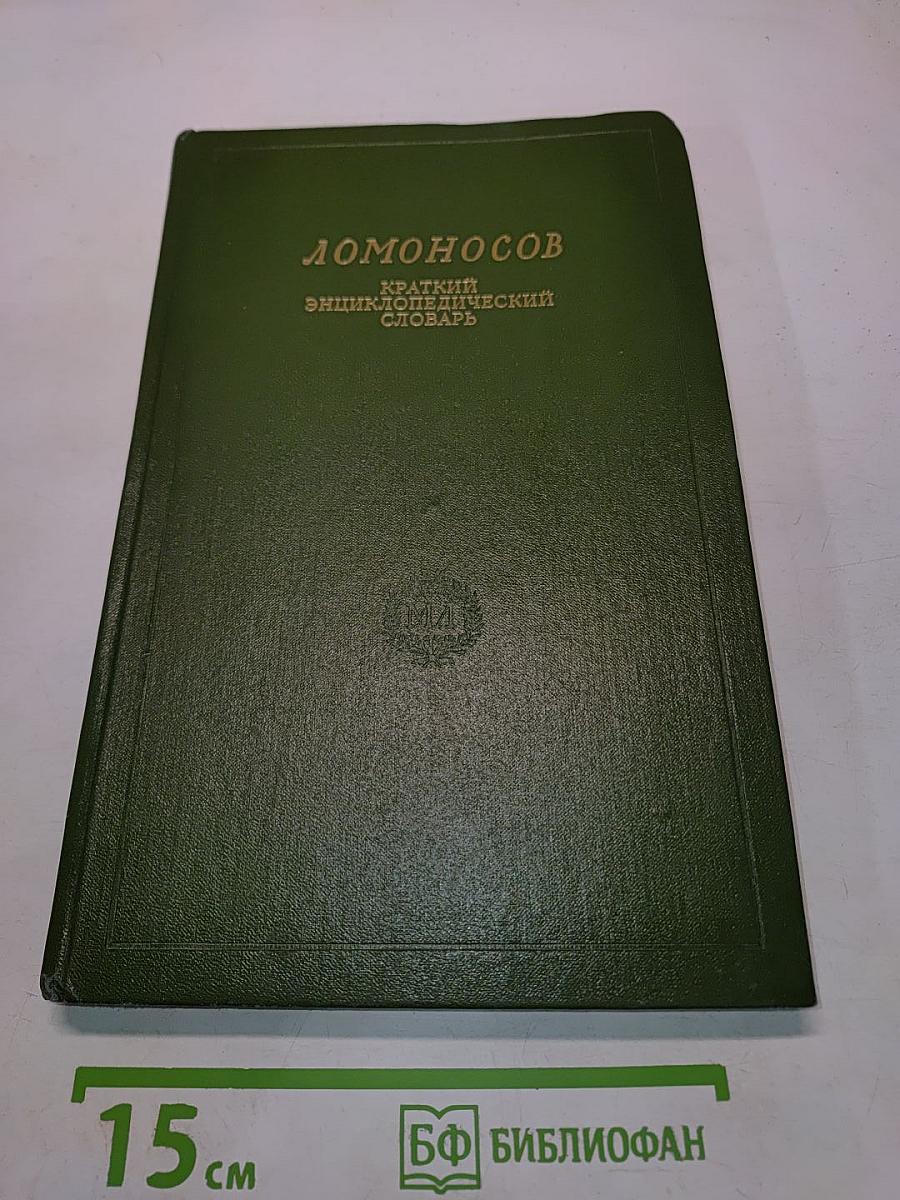 ЛОМОНОСОВ
КРАТКИЙ
ЭНЦИКЛОПЕДИЧЕСКИЙ
СЛОВАРЬ
МЛ
15 см
БФ БИБЛИОФАН